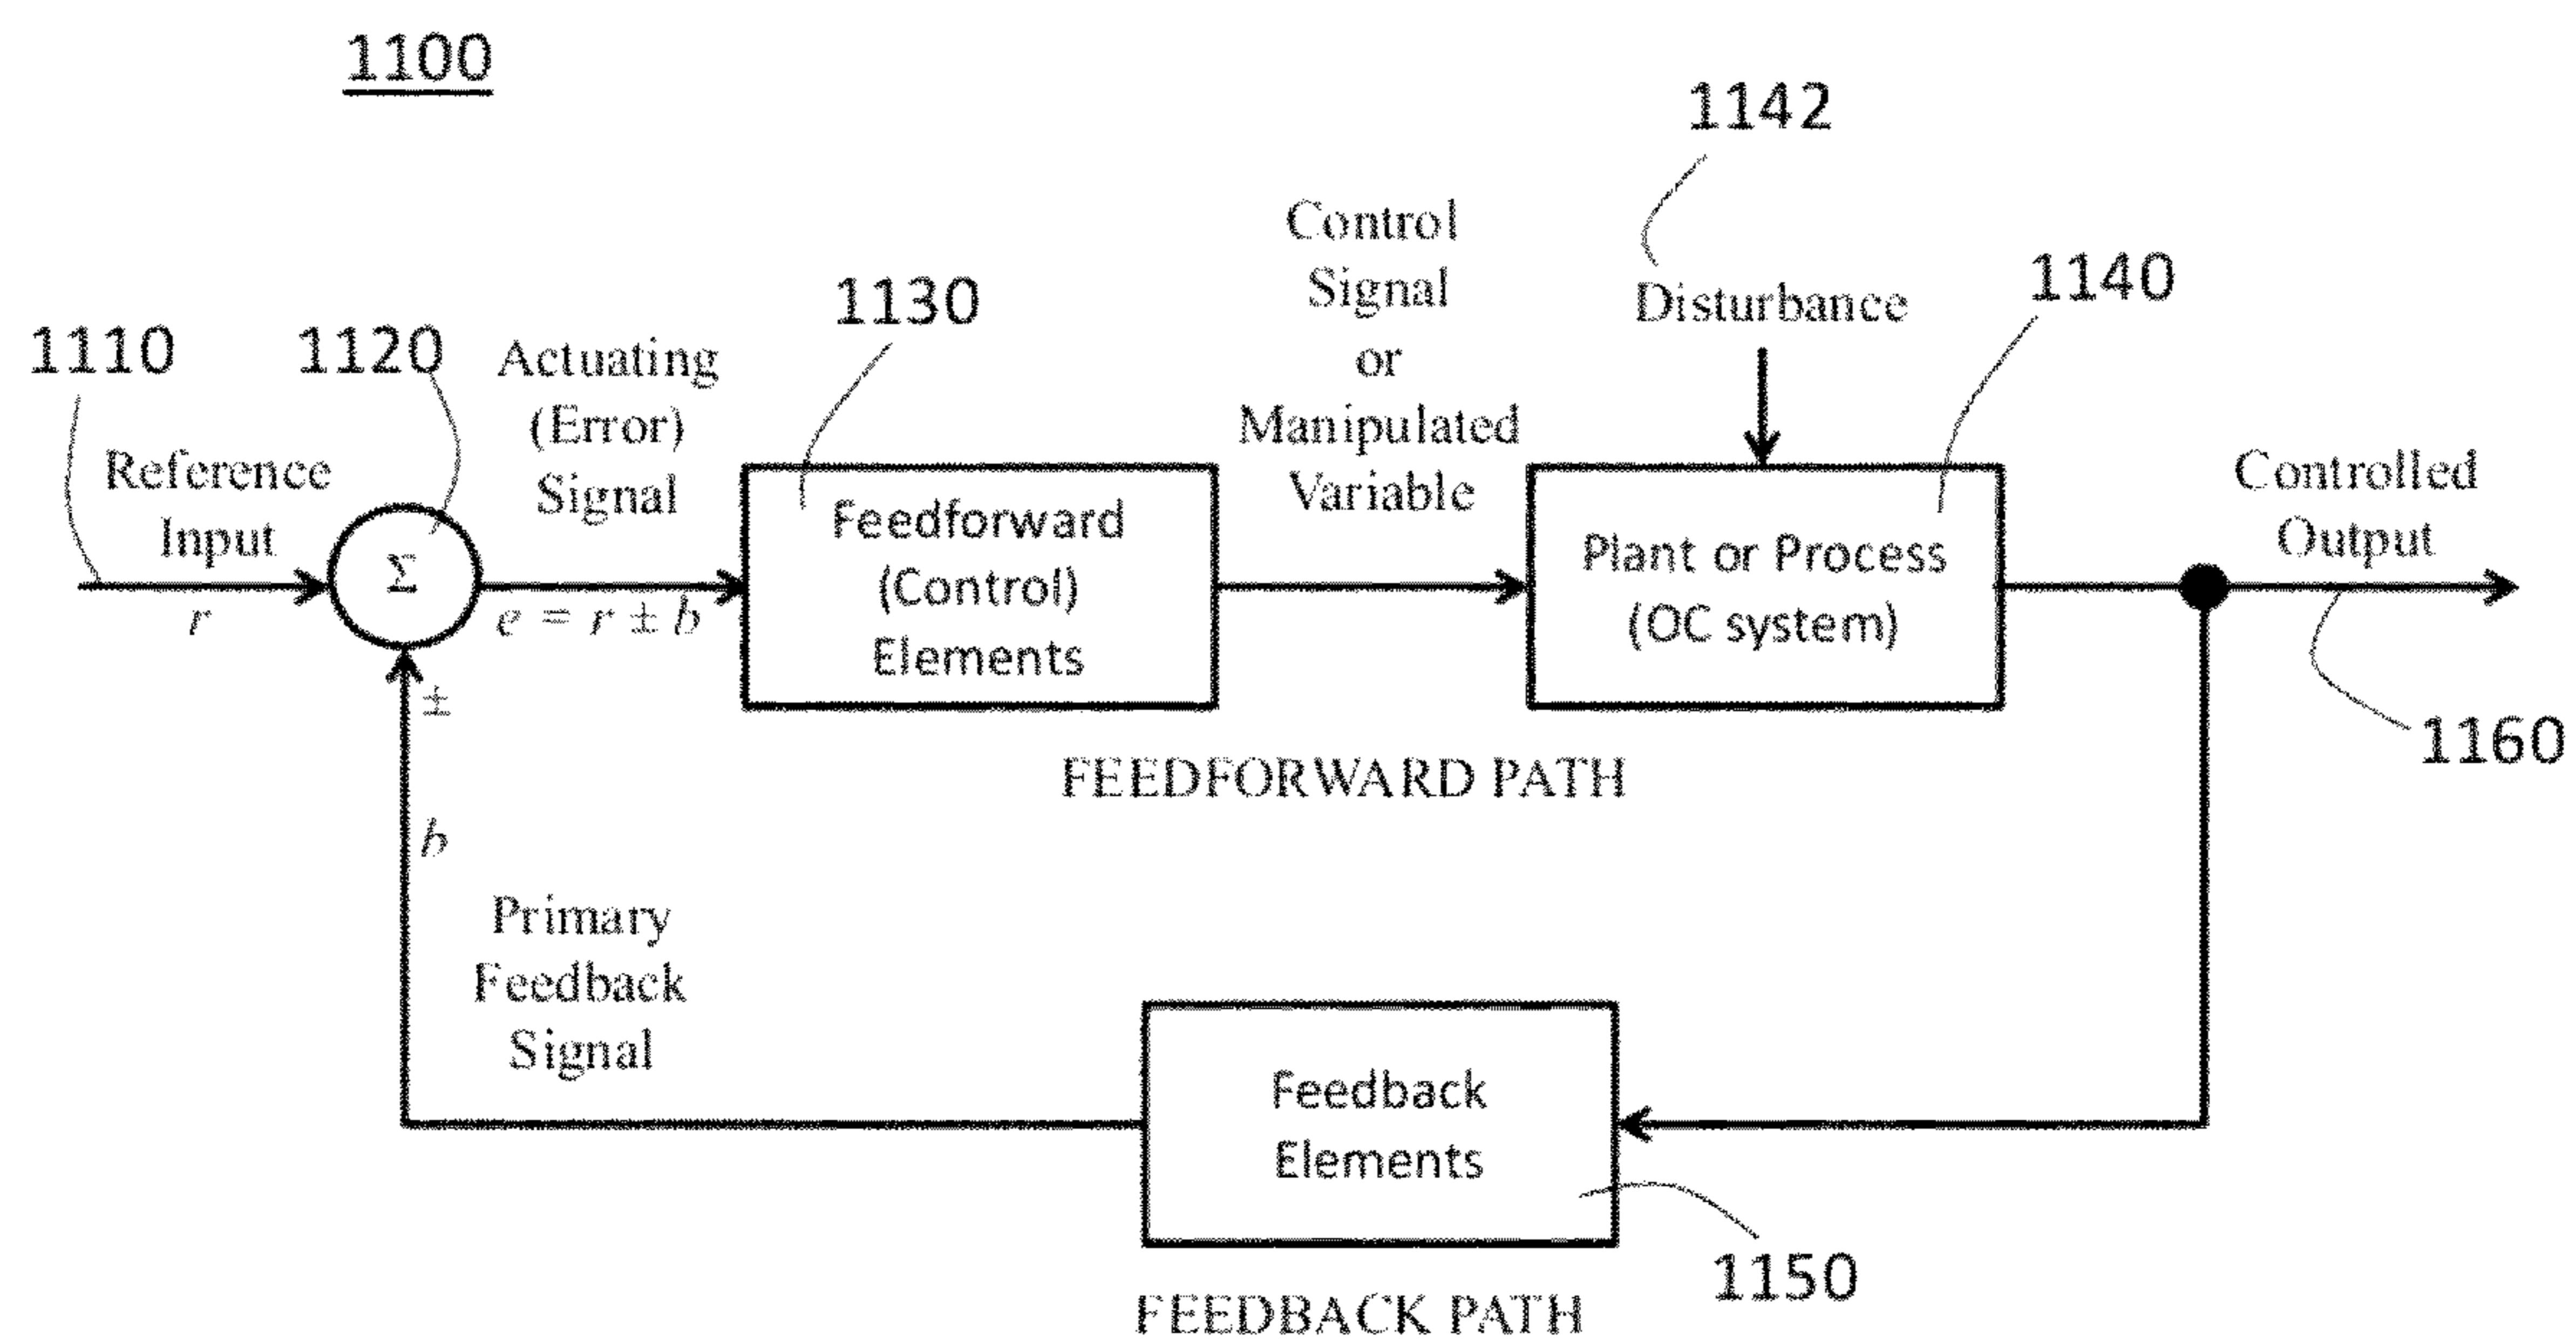 1100
1142
Control
Signal
or
Manipulated
Variable
Disturbance
1140
1130
1110
1120
Actuating
(Error)
Signal
Reference
Input
Controlled
Output
Σ
r
e = r ± b
Feedforward
(Control)
Elements
Plant or Process
(OC system)
±
1160
FEEDFORWARD PATH
b
Primary
Feedback
Signal
Feedback
Elements
1150
FEEDBACK PATH